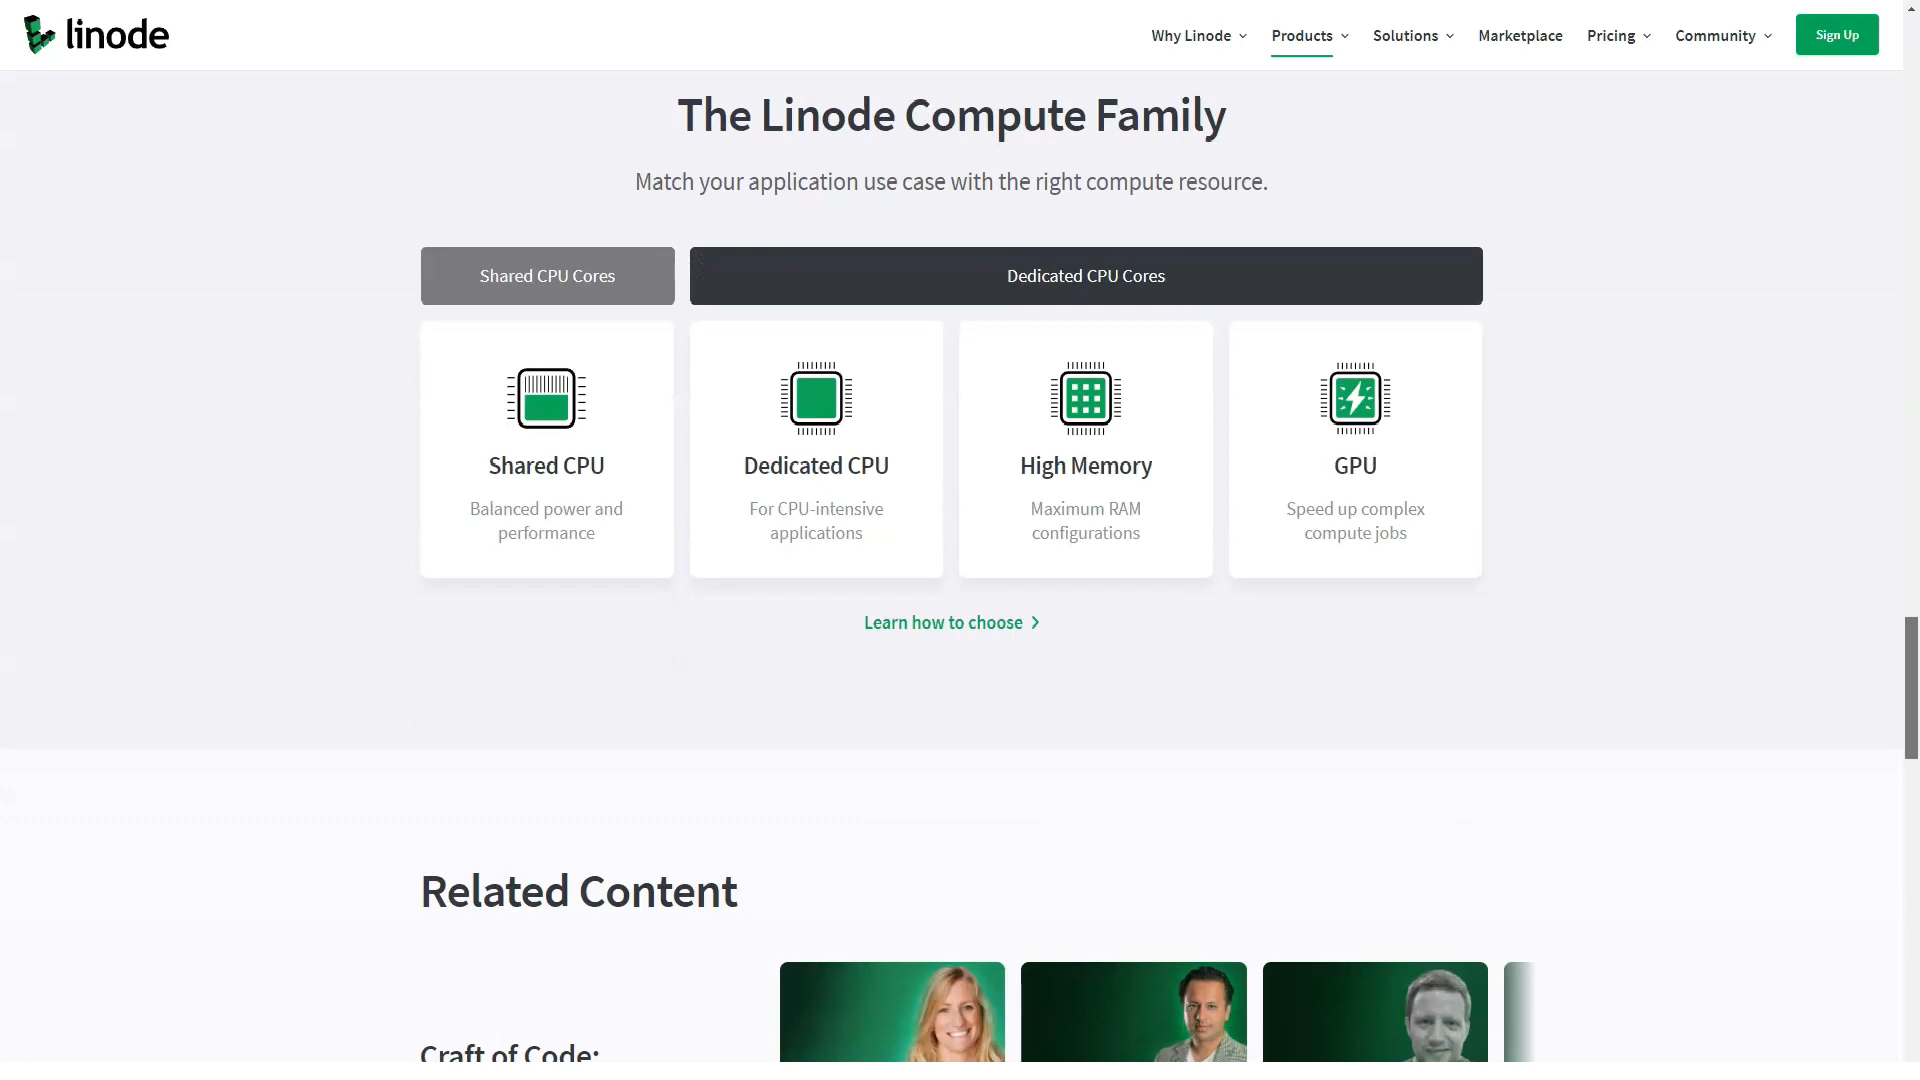 linode
Why Linode
Products
Solutions
Marketplace
Pricing
Community
Sign Up
The Linode Compute Family
Match your application use case with the right compute resource.
Shared CPU Cores
Dedicated CPU Cores
Shared CPU
Balanced power and
performance
Dedicated CPU
For CPU-intensive
applications
High Memory
Maximum RAM
configurations
GPU
Speed up complex
compute jobs
Learn how to choose
Related Content
Craft of Code: